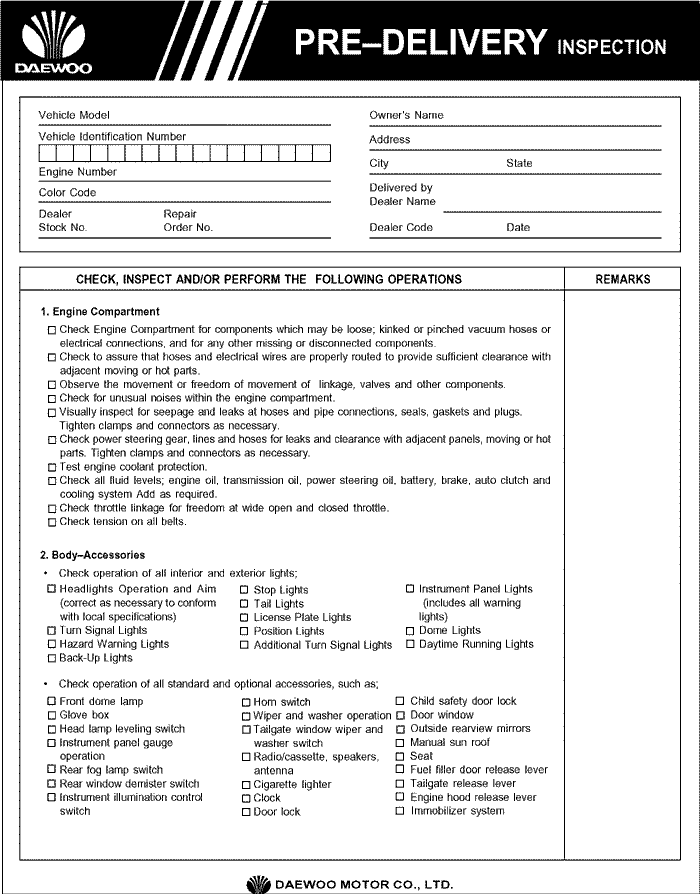 DAEWOO
PRE–DELIVERY INSPECTION
Vehicle Model
Vehicle Identification Number
Engine Number
Color Code
Dealer Repair
Stock No. Order No.
Owner's Name
Address
City State
Delivered by
Dealer Name
Dealer Code Date
CHECK, INSPECT AND/OR PERFORM THE FOLLOWING OPERATIONS
REMARKS
1. Engine Compartment
☐ Check Engine Compartment for components which may be loose; kinked or pinched vacuum hoses or
electrical connections, and for any other missing or disconnected components.
☐ Check to assure that hoses and electrical wires are properly routed to provide sufficient clearance with
adjacent moving or hot parts.
☐ Observe the movement or freedom of movement of linkage, valves and other components.
☐ Check for unusual noises within the engine compartment.
☐ Visually inspect for seepage and leaks at hoses and pipe connections, seals, gaskets and plugs.
Tighten clamps and connectors as necessary.
☐ Check power steering gear, lines and hoses for leaks and clearance with adjacent panels, moving or hot
parts. Tighten clamps and connectors as necessary.
☐ Test engine coolant protection.
☐ Check all fluid levels; engine oil, transmission oil, power steering oil, battery, brake, auto clutch and
cooling system Add as required.
☐ Check throttle linkage for freedom at wide open and closed throttle.
☐ Check tension on all belts.
2. Body–Accessories
• Check operation of all interior and exterior lights;
☐ Headlights Operation and Aim
(correct as necessary to conform
with local specifications)
☐ Turn Signal Lights
☐ Hazard Warning Lights
☐ Back-Up Lights
☐ Stop Lights
☐ Tail Lights
☐ License Plate Lights
☐ Position Lights
☐ Additional Turn Signal Lights
☐ Instrument Panel Lights
(includes all warning
lights)
☐ Dome Lights
☐ Daytime Running Lights
• Check operation of all standard and optional accessories, such as;
☐ Front dome lamp
☐ Glove box
☐ Head lamp leveling switch
☐ Instrument panel gauge
operation
☐ Rear fog lamp switch
☐ Rear window demister switch
☐ Instrument illumination control
switch
☐ Horn switch
☐ Wiper and washer operation
☐ Tailgate window wiper and
washer switch
☐ Radio/cassette, speakers,
antenna
☐ Cigarette lighter
☐ Clock
☐ Door lock
☐ Child safety door lock
☐ Door window
☐ Outside rearview mirrors
☐ Manual sun roof
☐ Seat
☐ Fuel filler door release lever
☐ Tailgate release lever
☐ Engine hood release lever
☐ Immobilizer system
DAEWOO MOTOR CO., LTD.